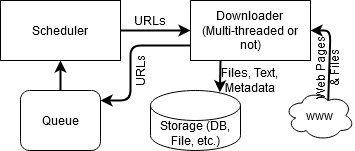 Scheduler
URLs
Downloader
(Multi-threaded or
not)
URLs
Files, Text,
Metadata
Web Pages
& Files
Queue
Storage (DB,
File, etc.)
www